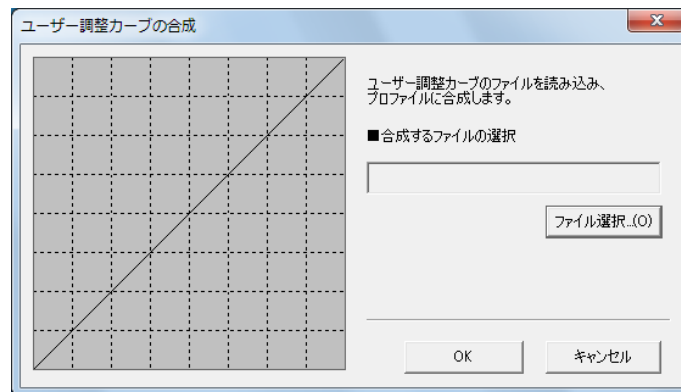 ユーザー調整カーブの合成
ユーザー調整カーブのファイルを読み込み、
プロファイルに合成します。
■合成するファイルの選択
ファイル選択...(O)
OK
キャンセル